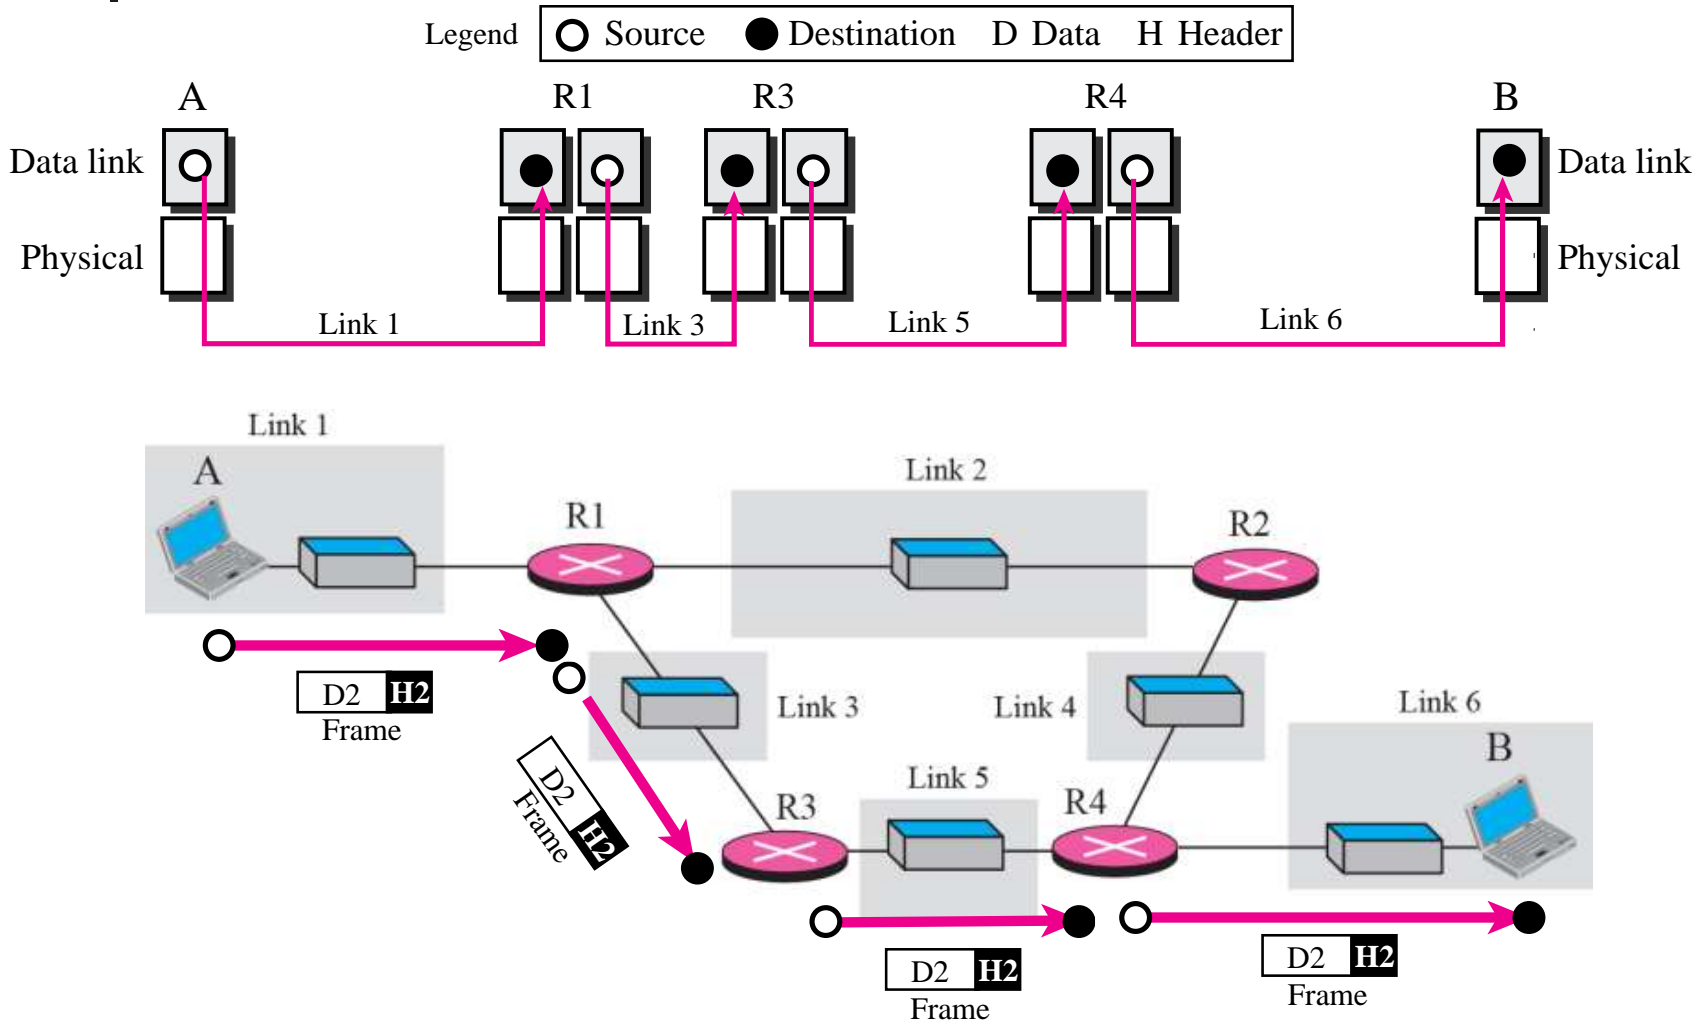 Legend Source Destination D Data H Header
A R1 R3 R4 B
Data link Data link
Physical Physical
Link 1 Link 3 Link 5 Link 6
Link 1
A
Link 2
R1 R2
D2 H2
Frame
Link 3 Link 4 Link 6
B
D2 H2
Frame
Link 5
R3 R4
D2 H2
Frame
D2 H2
Frame